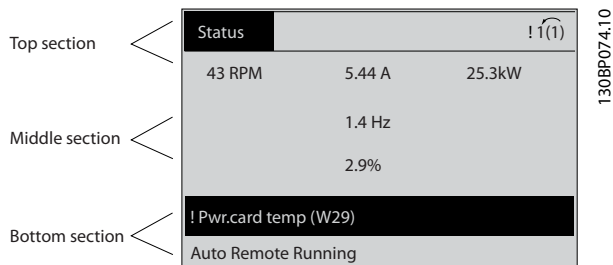 Top section
Status
! 1(1)
43 RPM 5.44 A 25.3kW
Middle section
1.4 Hz
2.9%
! Pwr.card temp (W29)
Bottom section
Auto Remote Running
130BP074.10